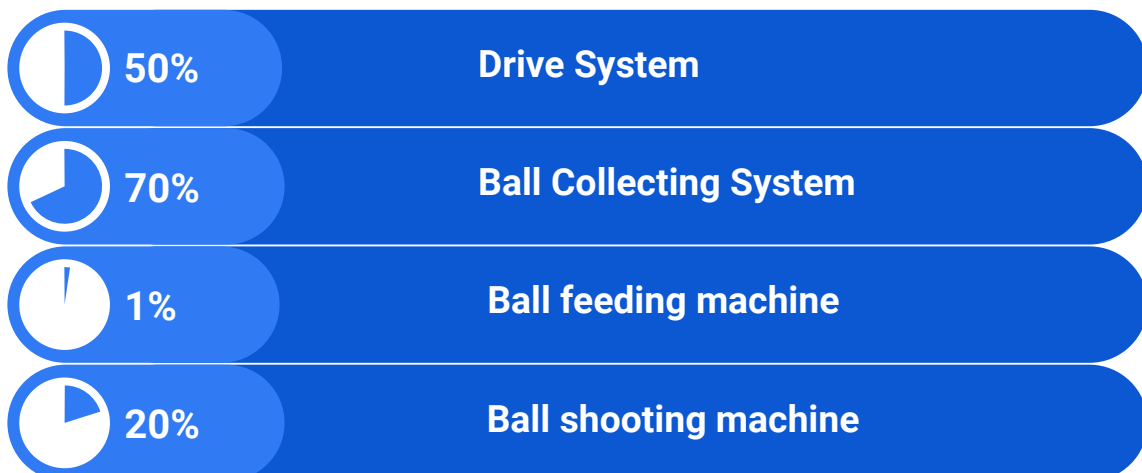 50% Drive System
70% Ball Collecting System
1% Ball feeding machine
20% Ball shooting machine